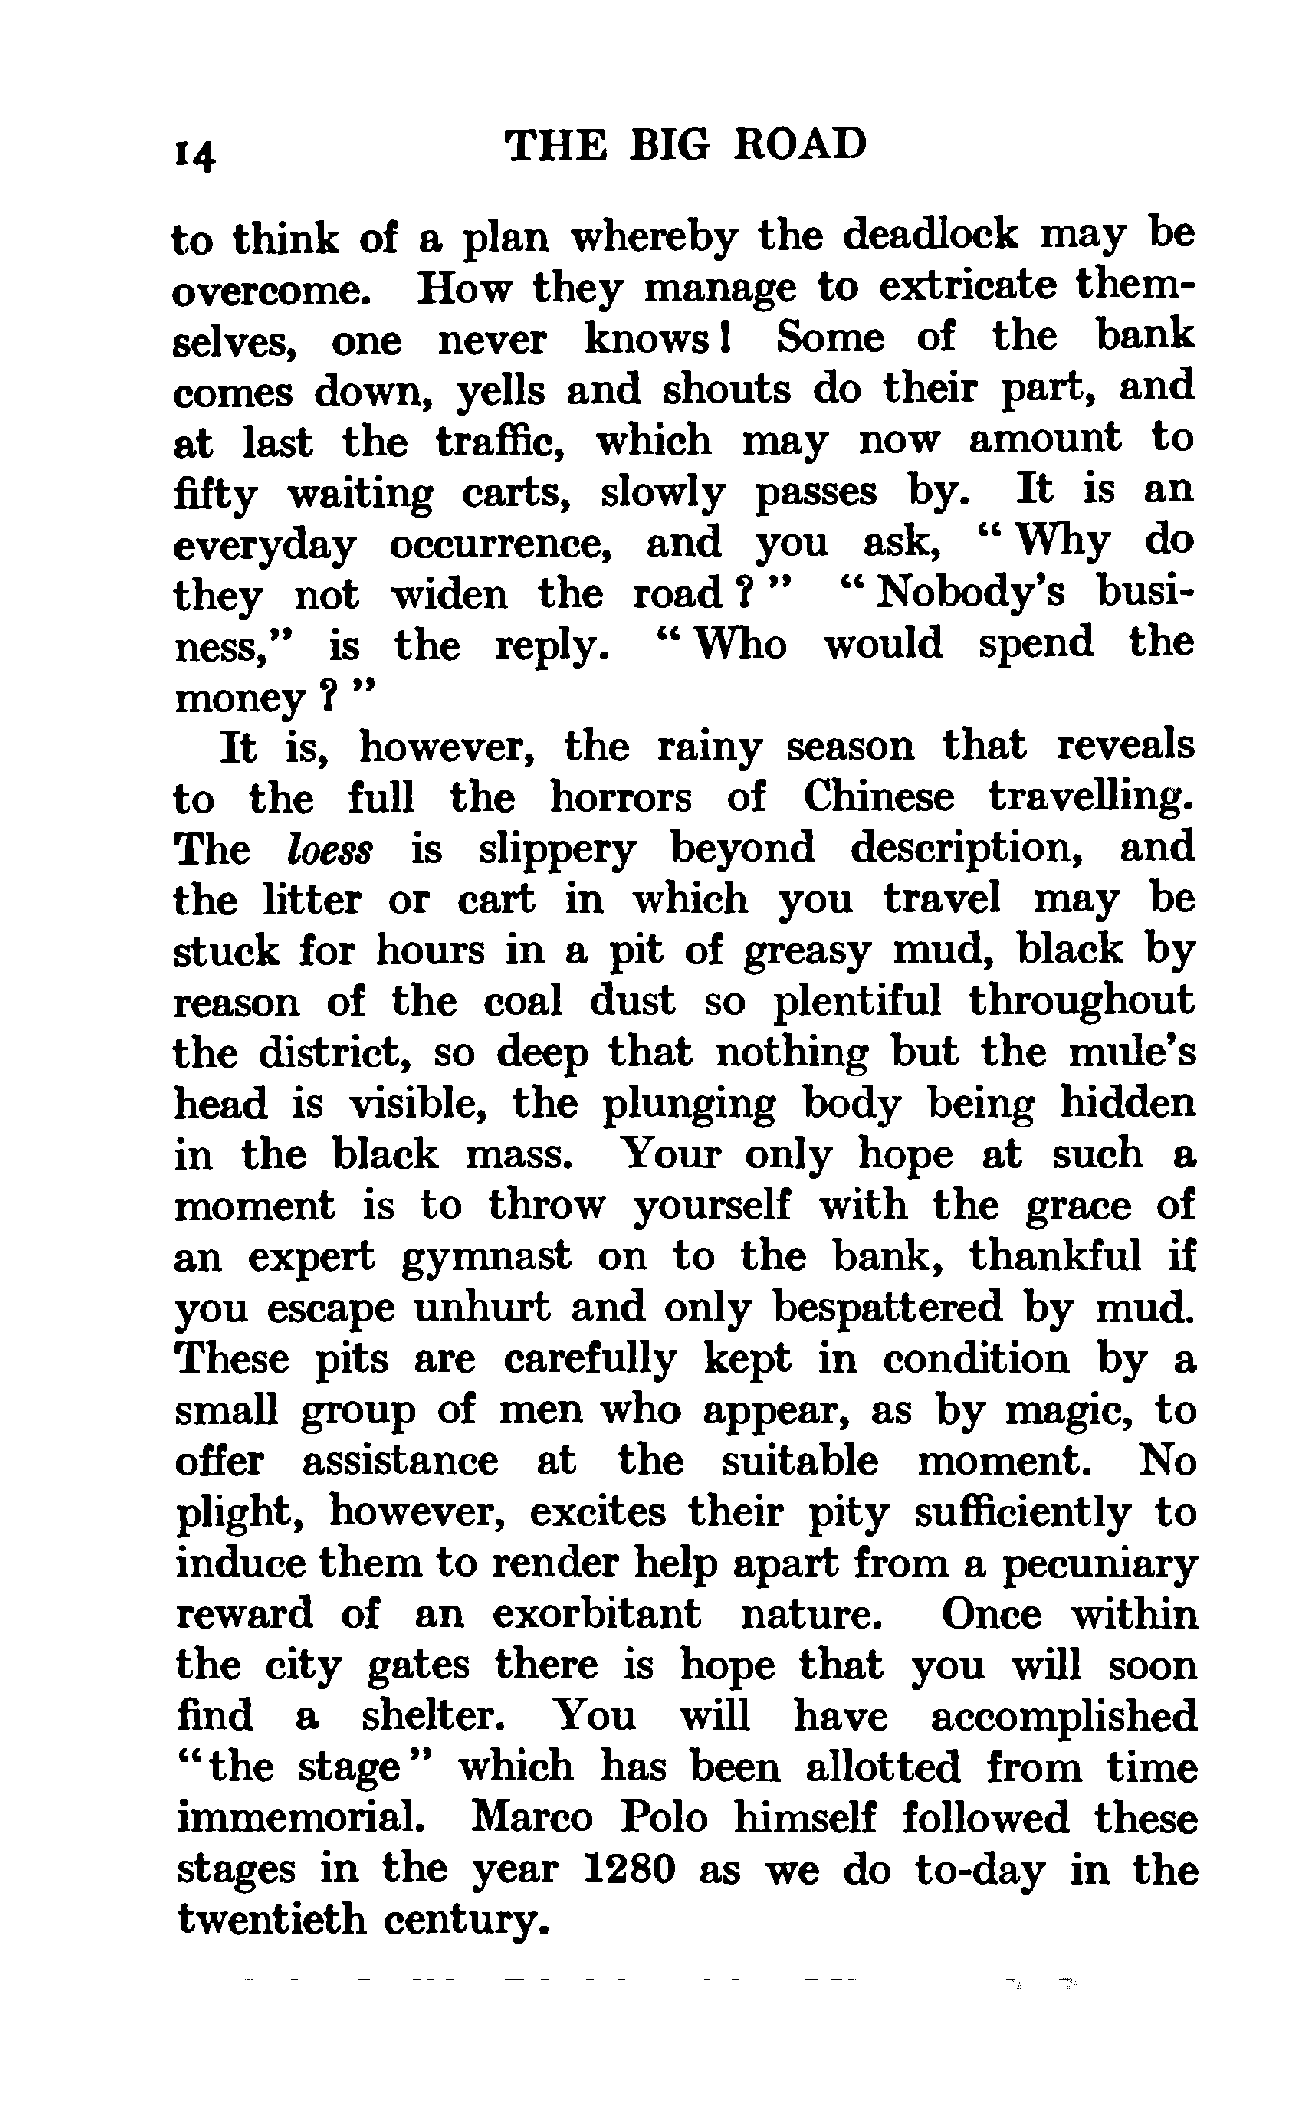 14 THE BIG ROAD
to think of a plan whereby the deadlock may be
overcome. How they manage to extricate them-
selves, one never knows! Some of the bank
comes down, yells and shouts do their part, and
at last the traffic, which may now amount to
fifty waiting carts, slowly passes by. It is an
everyday occurrence, and you ask, “ Why do
they not widen the road ? ” “ Nobody’s busi-
ness,” is the reply. “ Who would spend the
money ? ”
It is, however, the rainy season that reveals
to the full the horrors of Chinese travelling.
The loess is slippery beyond description, and
the litter or cart in which you travel may be
stuck for hours in a pit of greasy mud, black by
reason of the coal dust so plentiful throughout
the district, so deep that nothing but the mule’s
head is visible, the plunging body being hidden
in the black mass. Your only hope at such a
moment is to throw yourself with the grace of
an expert gymnast on to the bank, thankful if
you escape unhurt and only bespattered by mud.
These pits are carefully kept in condition by a
small group of men who appear, as by magic, to
offer assistance at the suitable moment. No
plight, however, excites their pity sufficiently to
induce them to render help apart from a pecuniary
reward of an exorbitant nature. Once within
the city gates there is hope that you will soon
find a shelter. You will have accomplished
“the stage” which has been allotted from time
immemorial. Marco Polo himself followed these
stages in the year 1280 as we do to-day in the
twentieth century.